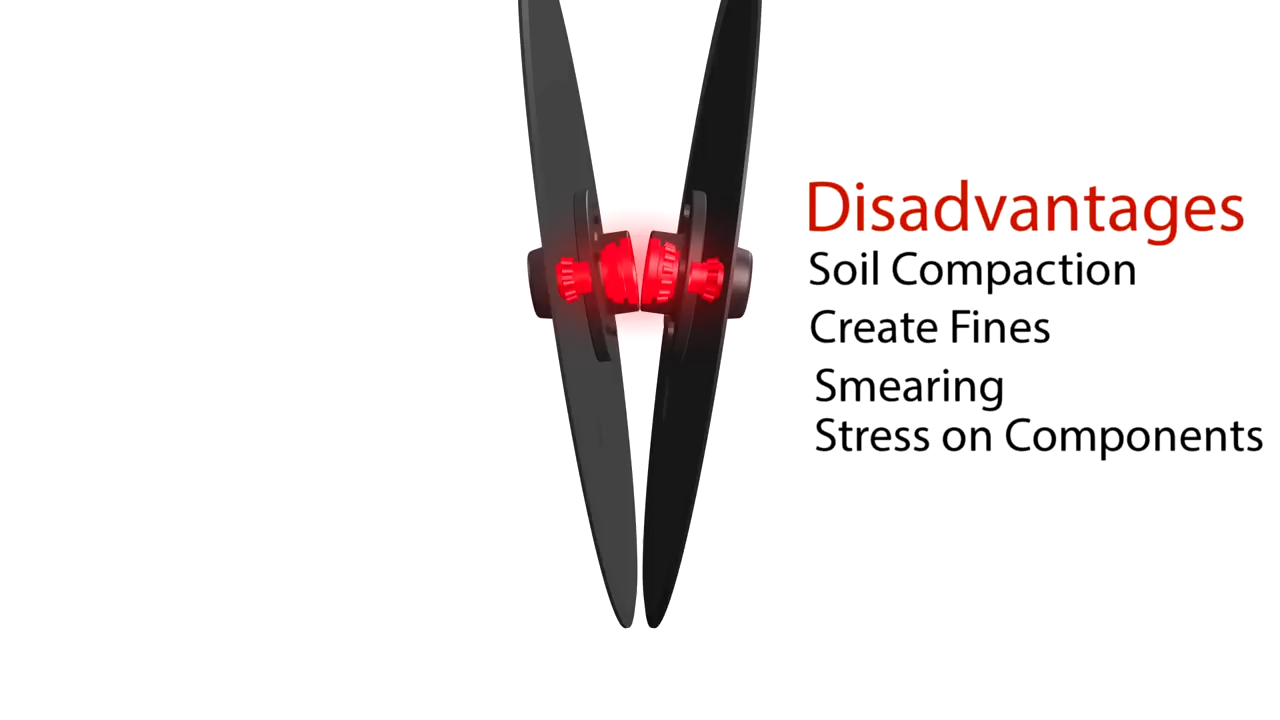 Disadvantages
Soil Compaction
Create Fines
Smearing
Stress on Components